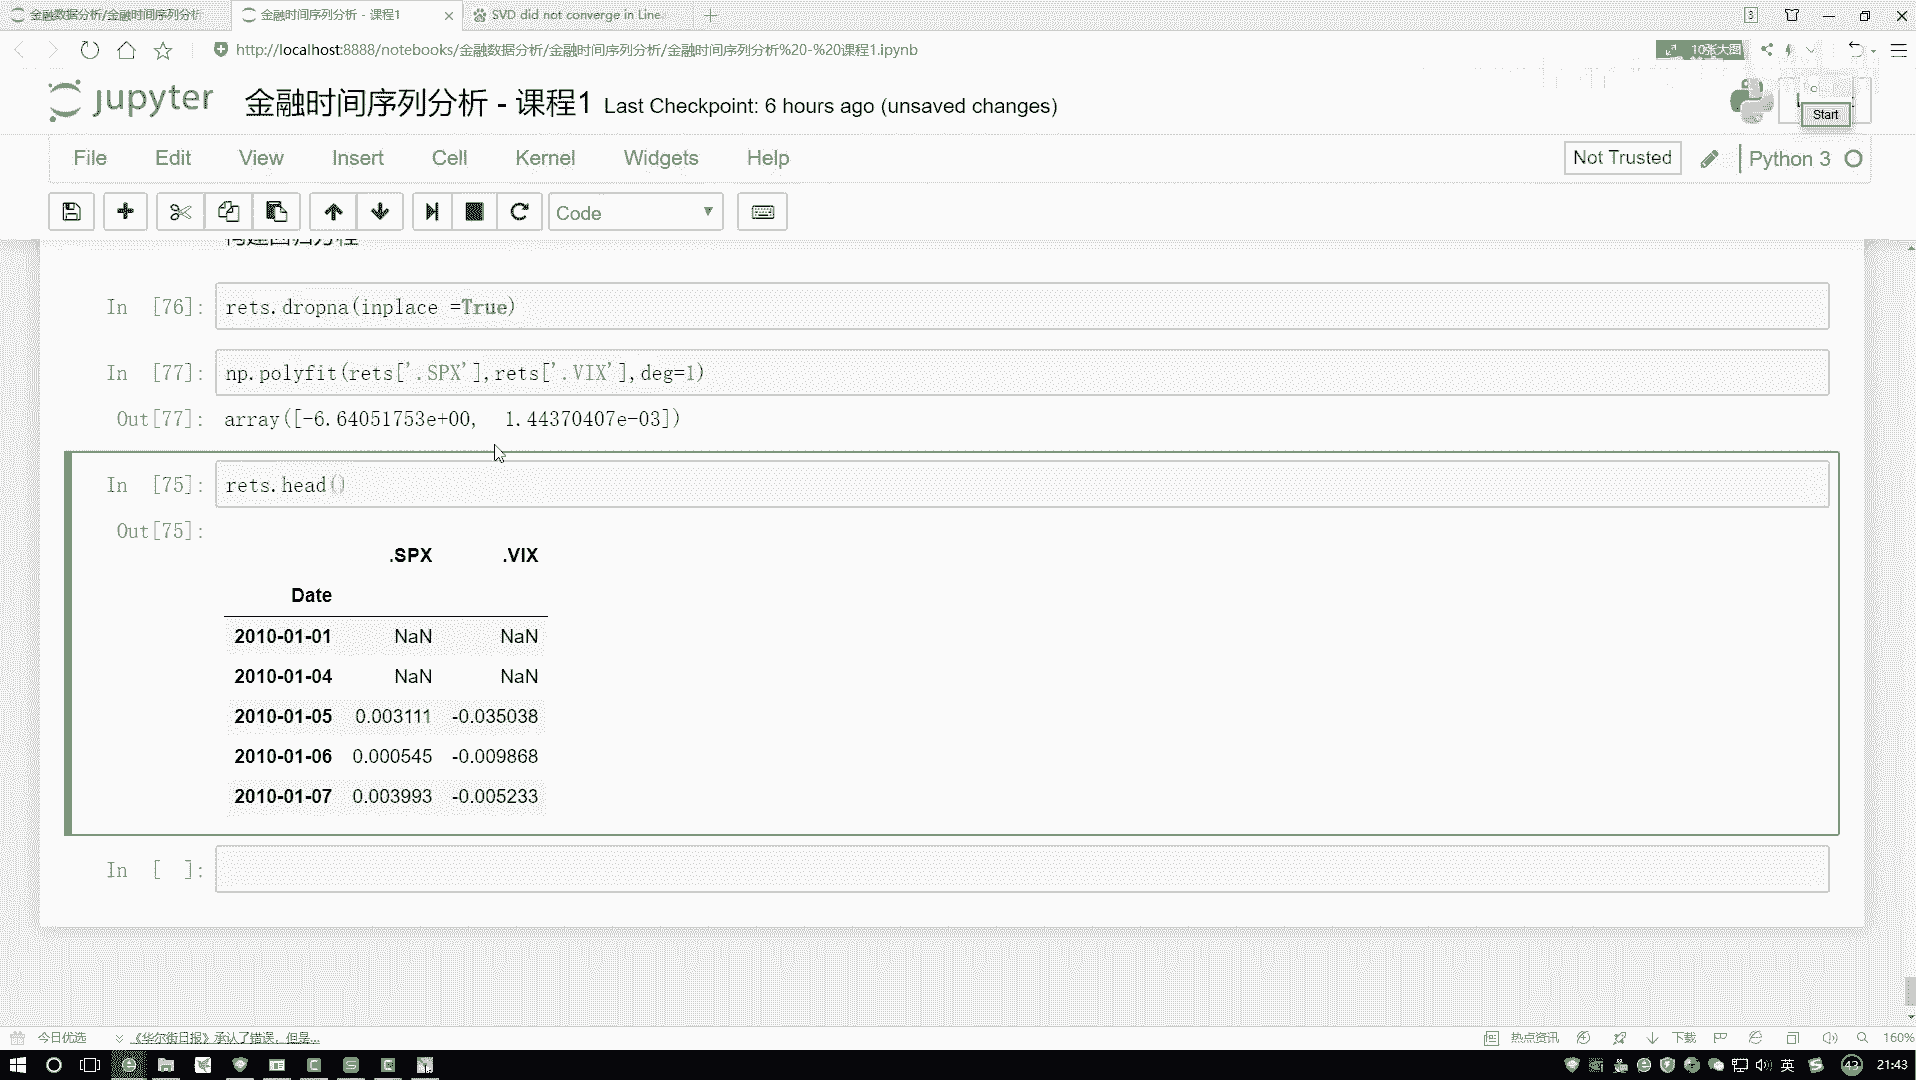 金融数据分析/金融时间序列分析
金融时间序列分析 - 课程1
SVD did not converge in Line
http://localhost:8888/notebooks/金融数据分析/金融时间序列分析/金融时间序列分析%20-%20课程1.ipynb
10张大图
jupyter
金融时间序列分析 - 课程1 Last Checkpoint: 6 hours ago (unsaved changes)
Start
File Edit View Insert Cell Kernel Widgets Help
Not Trusted
Python 3
Code
构建回归方程
In [76]: rets.dropna(inplace =True)
In [77]: np.polyfit(rets['.SPX'],rets['.VIX'],deg=1)
Out[77]: array([-6.64051753e+00, 1.44370407e-03])
In [75]: rets.head()
Out[75]:
.SPX .VIX
Date
2010-01-01 NaN NaN
2010-01-04 NaN NaN
2010-01-05 0.003111 -0.035038
2010-01-06 0.000545 -0.009868
2010-01-07 0.003993 -0.005233
In [ ]:
今日优选
《华尔街日报》承认了错误，但是...
热点资讯
下载
160%
英
43
21:43